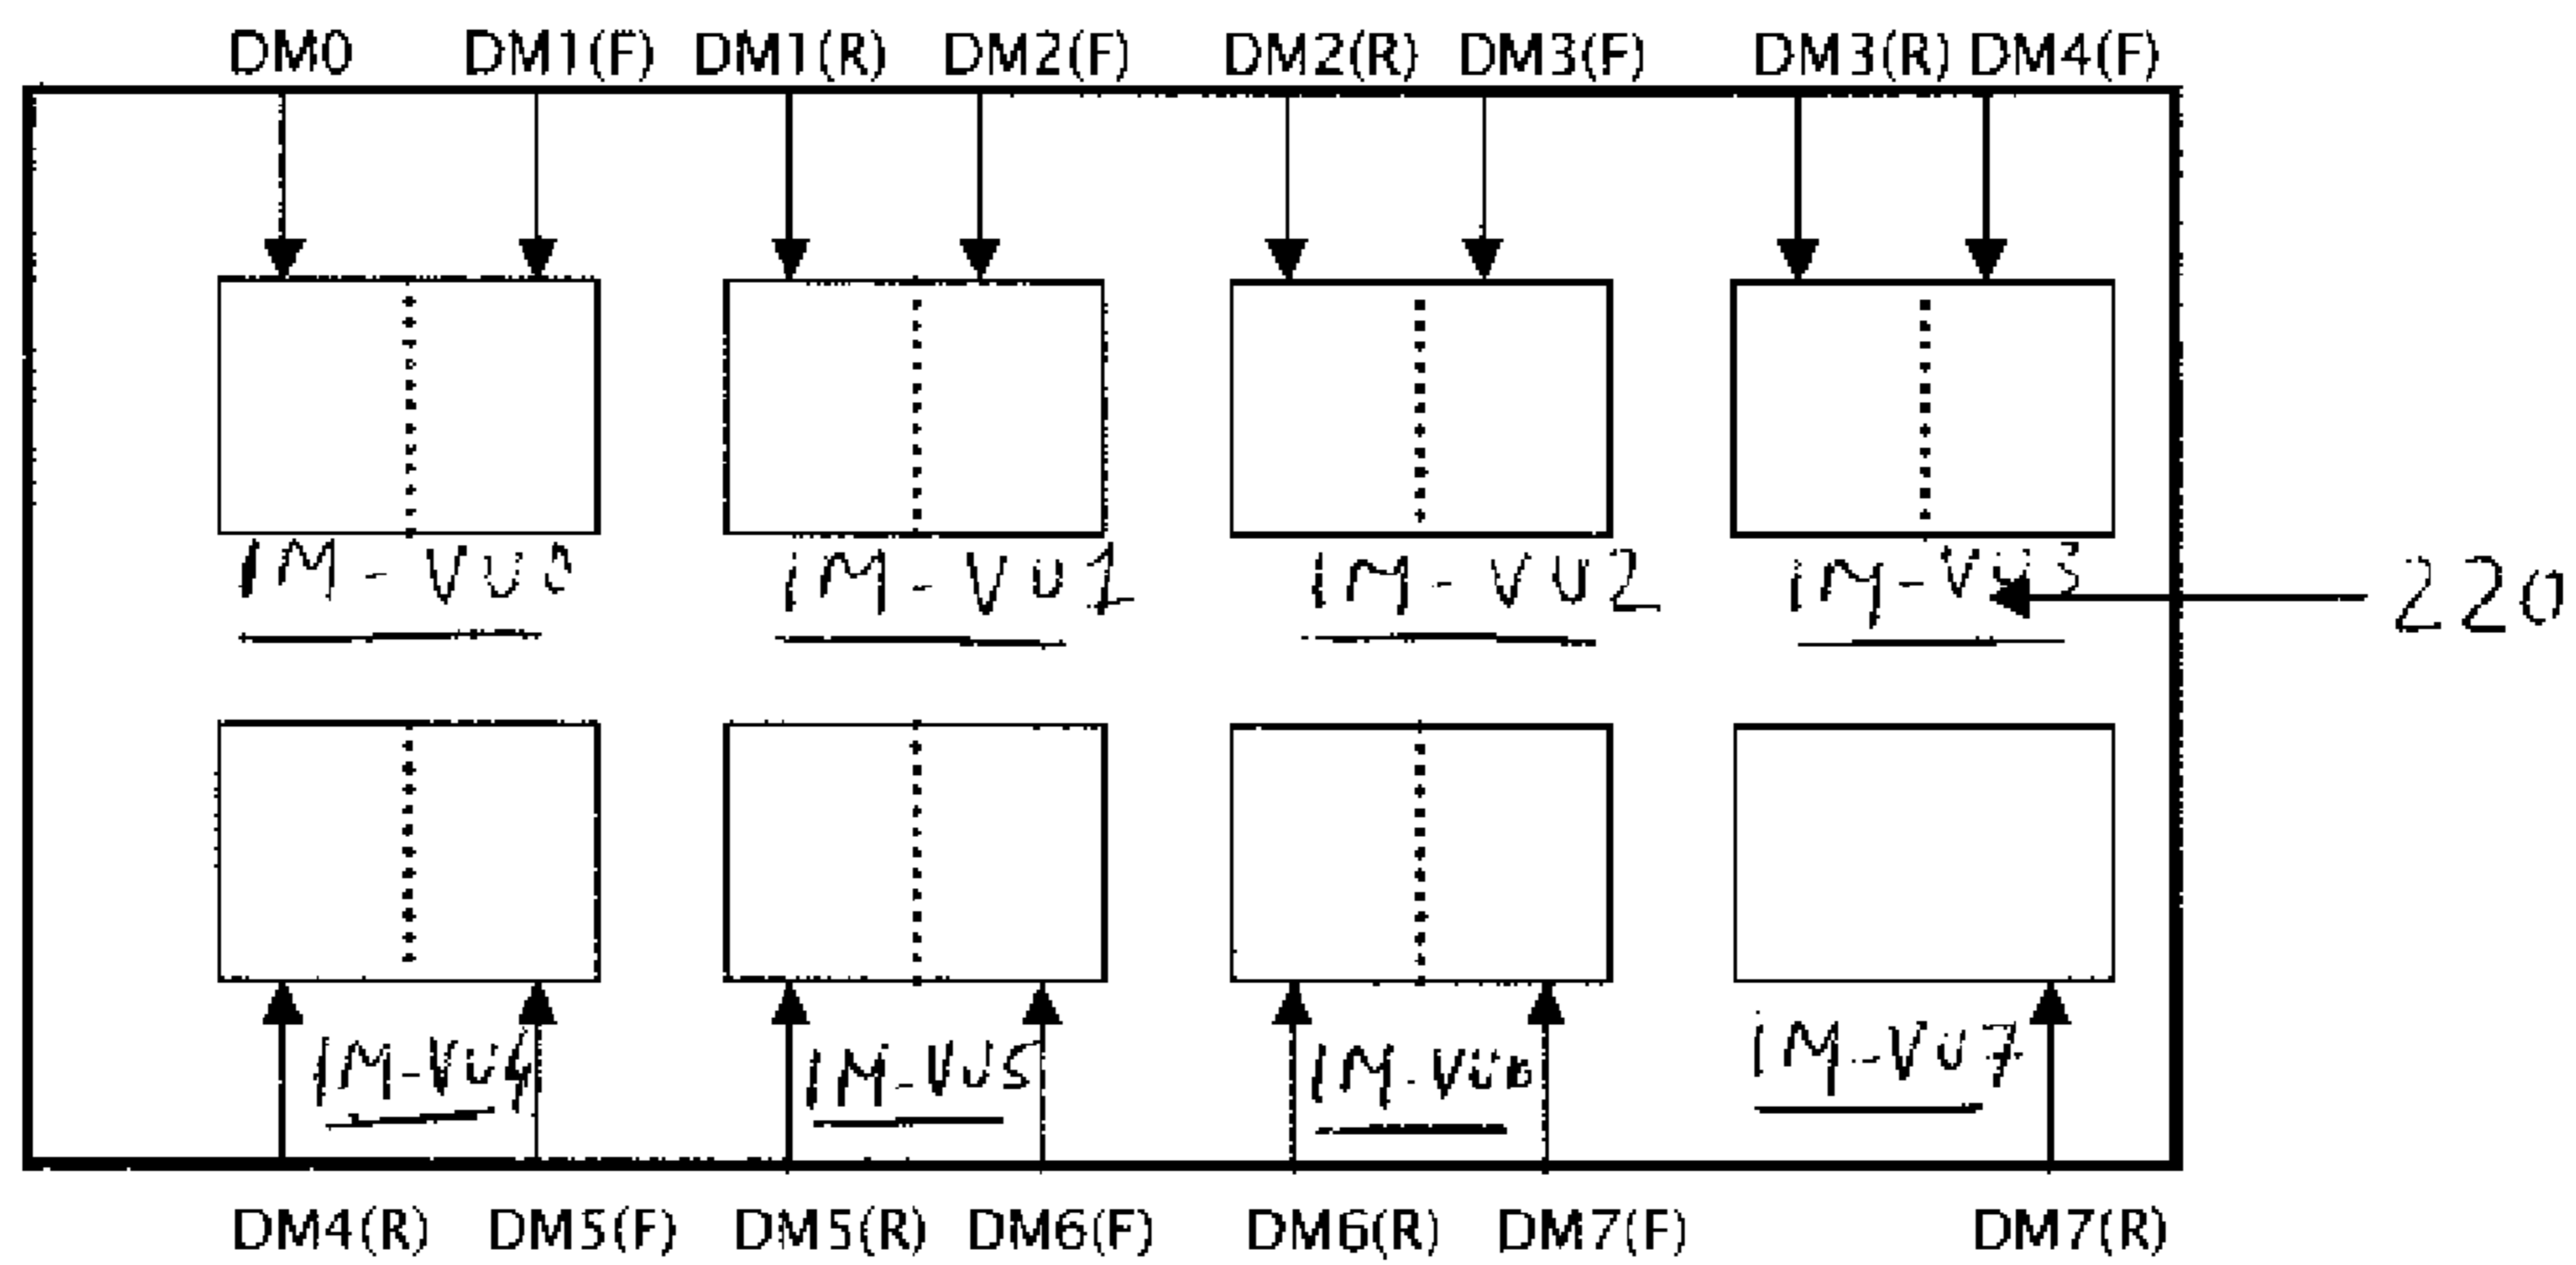 DM0 DM1(F) DM1(R) DM2(F) DM2(R) DM3(F) DM3(R) DM4(F)
IM-VU0 IM-VU1 IM-VU2 IM-VU3 220
IM-VU4 IM-VU5 IM-VU6 IM-VU7
DM4(R) DM5(F) DM5(R) DM6(F) DM6(R) DM7(F) DM7(R)